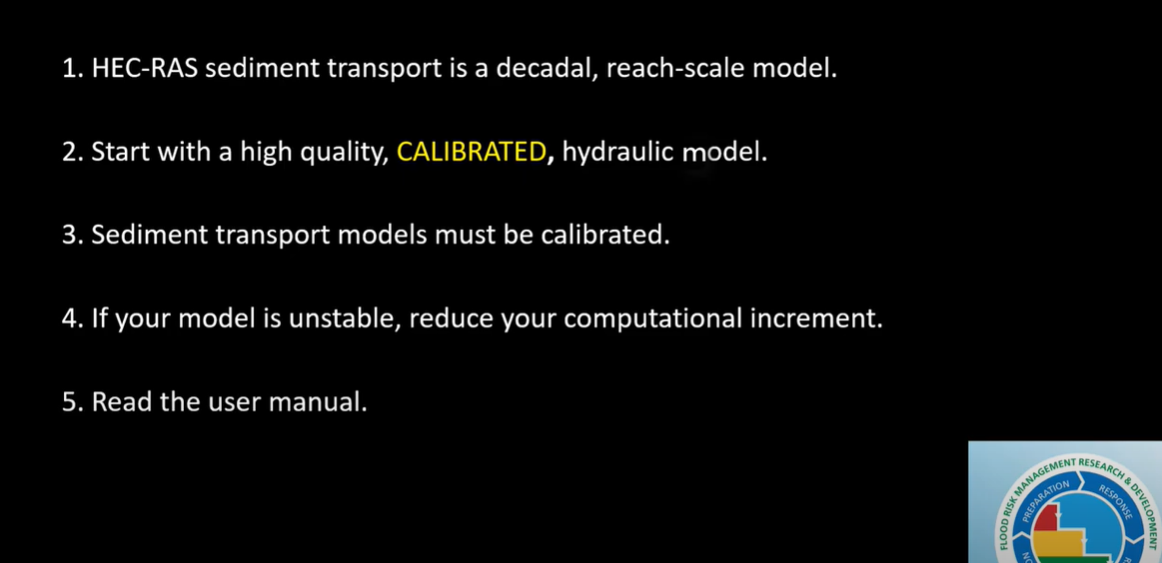 1. HEC-RAS sediment transport is a decadal, reach-scale model.
2. Start with a high quality, CALIBRATED, hydraulic model.
3. Sediment transport models must be calibrated.
4. If your model is unstable, reduce your computational increment.
5. Read the user manual.
FLOOD RISK MANAGEMENT RESEARCH & DEVELOPMENT
PREPARATION
RESPONSE